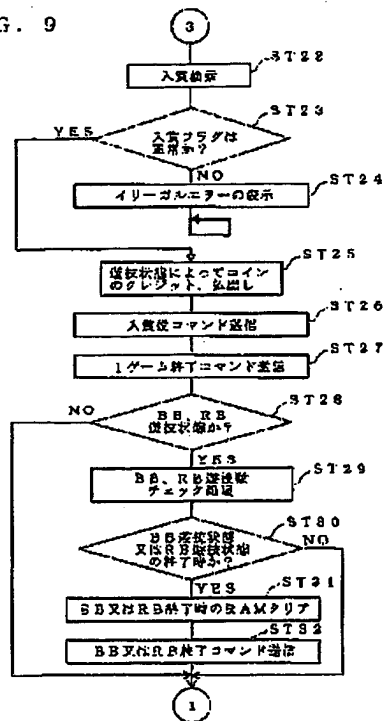 G. 9
3
ST22
入賞検索
ST23
YES
入賞フラグは
正常か?
NO
ST24
イリーガルエラーの表示
ST25
遊技状態によってコイン
のクレジット、払出し
ST26
入賞後コマンド送信
ST27
1ゲーム終了コマンド送信
NO
ST28
BB、RB
遊技状態か?
YES
ST29
BB、RB遊技数
チェック処理
ST30
BB遊技状態
又はRB遊技状態
の終了時か?
NO
YES
ST31
BB又はRB終了時のRAMクリア
ST32
BB又はRB終了コマンド送信
1